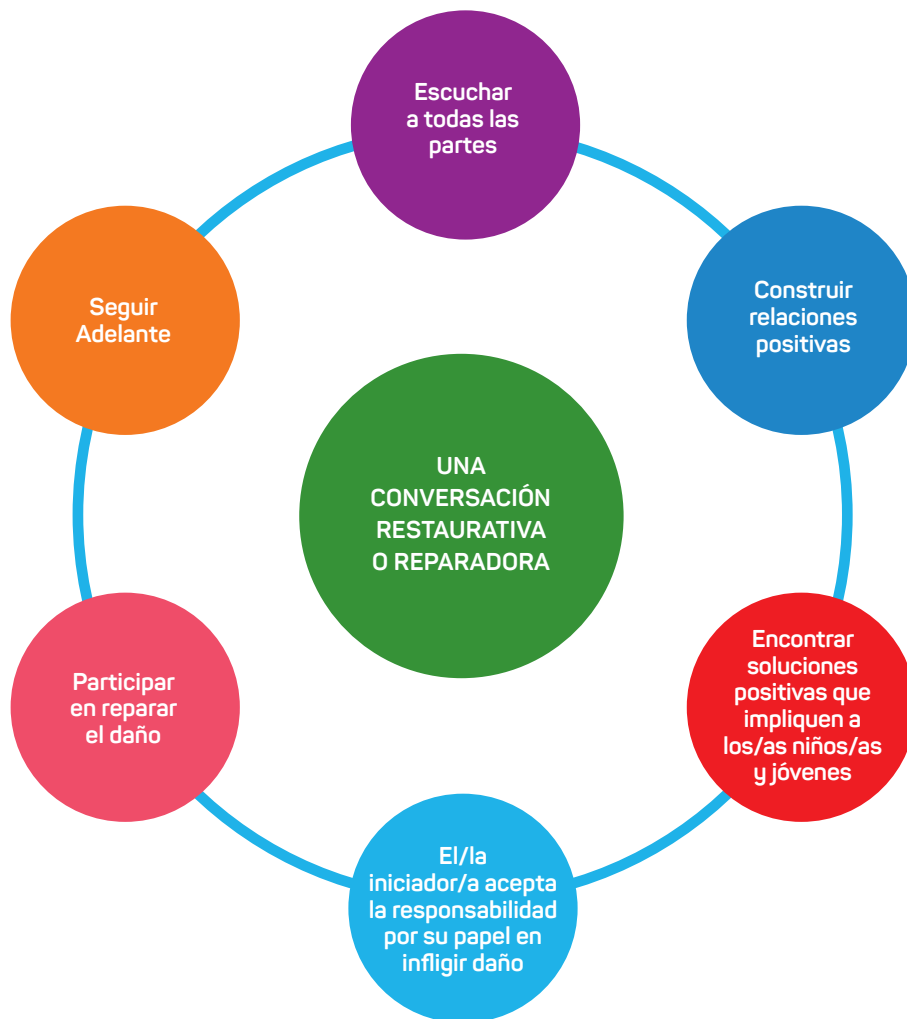 Escuchar
a todas las
partes
Construir
relaciones
positivas
Encontrar
soluciones
positivas que
impliquen a
los/as niños/as
y jóvenes
El/la
iniciador/a acepta
la responsabilidad
por su papel en
infligir daño
Participar
en reparar
el daño
Seguir
Adelante
UNA
CONVERSACIÓN
RESTAURATIVA
O REPARADORA